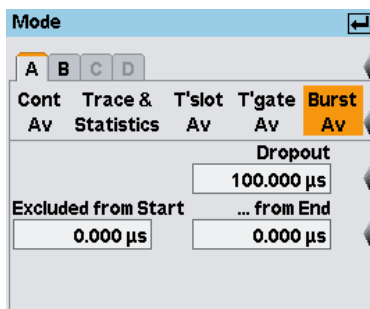 Mode
A B C D
Cont Trace & T'slot T'gate Burst
Av Statistics Av Av Av
Dropout
100.000 µs
Excluded from Start ... from End
0.000 µs 0.000 µs